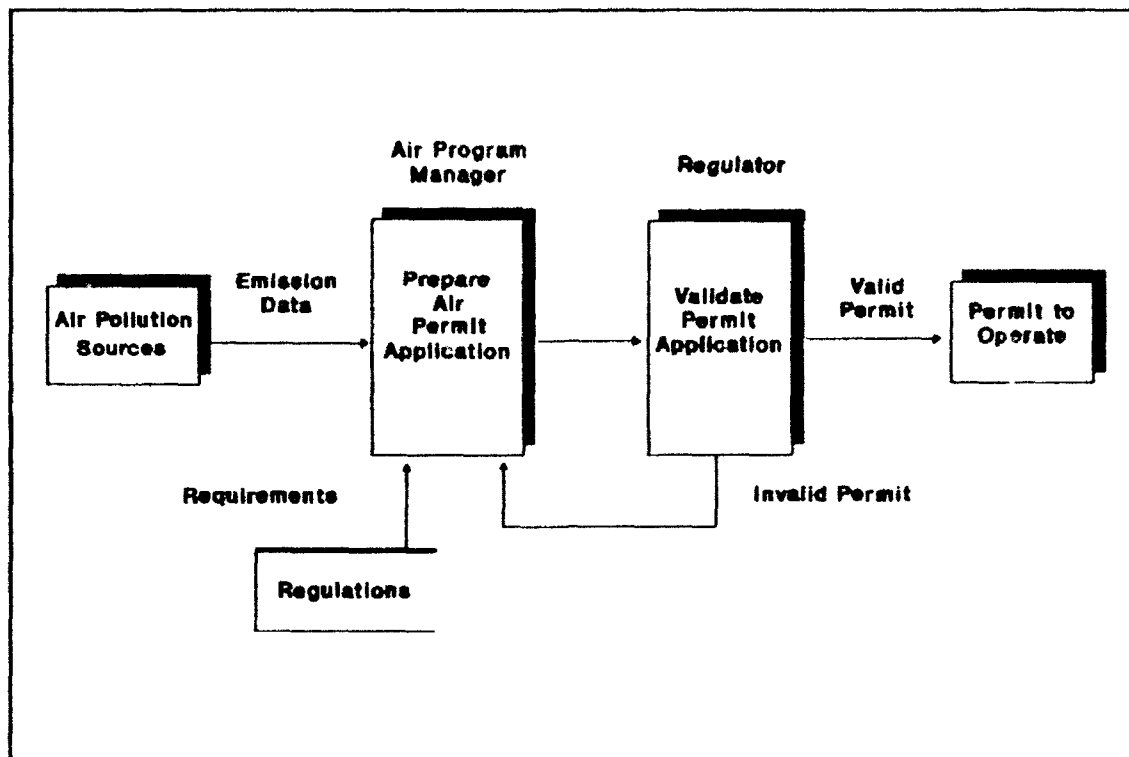 Air Program
Manager
Regulator
Air Pollution
Sources
Emission
Data
Prepare
Air
Permit
Application
Validate
Permit
Application
Valid
Permit
Permit to
Operate
Requirements
Invalid Permit
Regulations